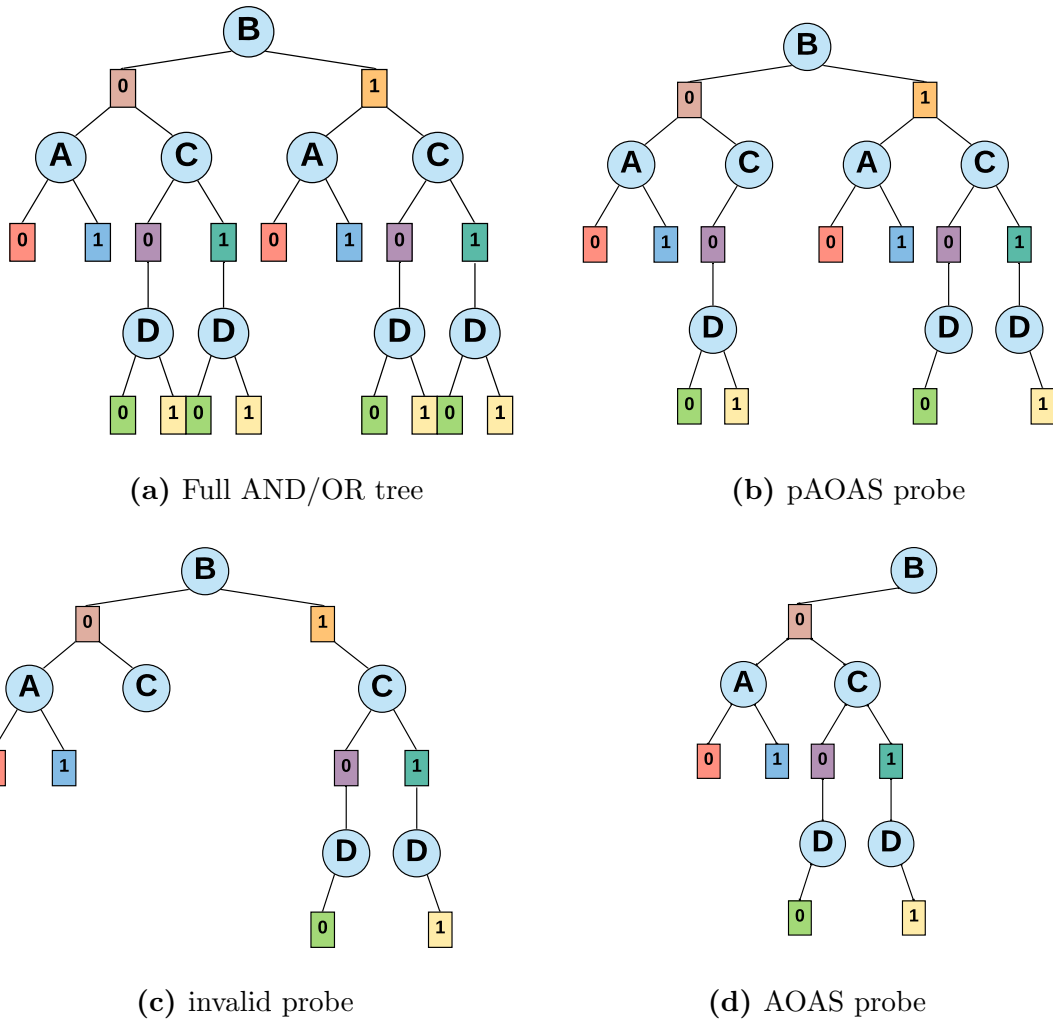 B
0 1
A C A C
0 1 0 1 0 1 0 1
D D D D
0 1 0 1 0 1 0 1
(a) Full AND/OR tree
B
0 1
A C A C
0 1 0 0 1 0 1
D D D
0 1 0 1
(b) pAOAS probe
B
0 1
A C C
1 0 1
D D
0 1
(c) invalid probe
B
0
A C
0 1 0 1
D D
0 1
(d) AOAS probe